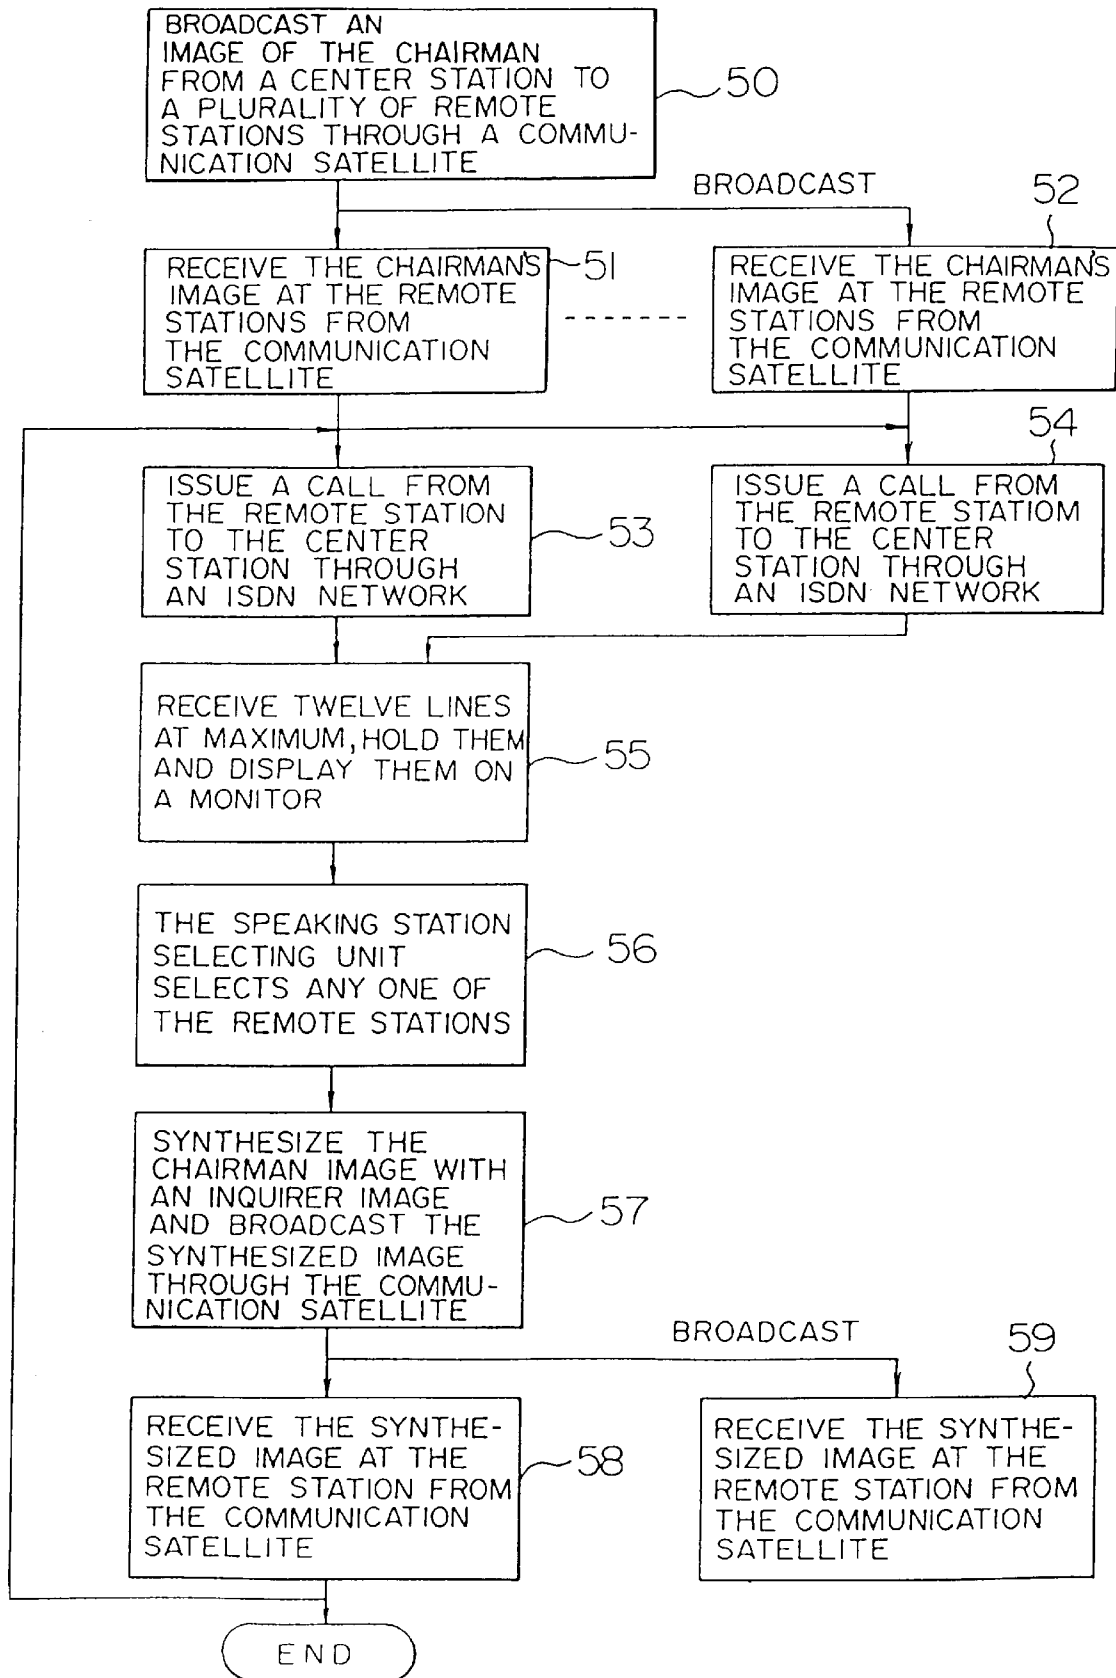 BROADCAST AN
IMAGE OF THE CHAIRMAN
FROM A CENTER STATION TO
A PLURALITY OF REMOTE
STATIONS THROUGH A COMMU-
NICATION SATELLITE
50
BROADCAST
52
RECEIVE THE CHAIRMAN'S
IMAGE AT THE REMOTE
STATIONS FROM
THE COMMUNICATION
SATELLITE
51
RECEIVE THE CHAIRMAN'S
IMAGE AT THE REMOTE
STATIONS FROM
THE COMMUNICATION
SATELLITE
54
ISSUE A CALL FROM
THE REMOTE STATION
TO THE CENTER
STATION THROUGH
AN ISDN NETWORK
53
ISSUE A CALL FROM
THE REMOTE STATIOM
TO THE CENTER
STATION THROUGH
AN ISDN NETWORK
RECEIVE TWELVE LINES
AT MAXIMUM, HOLD THEM
AND DISPLAY THEM ON
A MONITOR
55
THE SPEAKING STATION
SELECTING UNIT
SELECTS ANY ONE OF
THE REMOTE STATIONS
56
SYNTHESIZE THE
CHAIRMAN IMAGE WITH
AN INQUIRER IMAGE
AND BROADCAST THE
SYNTHESIZED IMAGE
THROUGH THE COMMU-
NICATION SATELLITE
57
BROADCAST
59
RECEIVE THE SYNTHE-
SIZED IMAGE AT THE
REMOTE STATION FROM
THE COMMUNICATION
SATELLITE
58
RECEIVE THE SYNTHE-
SIZED IMAGE AT THE
REMOTE STATION FROM
THE COMMUNICATION
SATELLITE
END